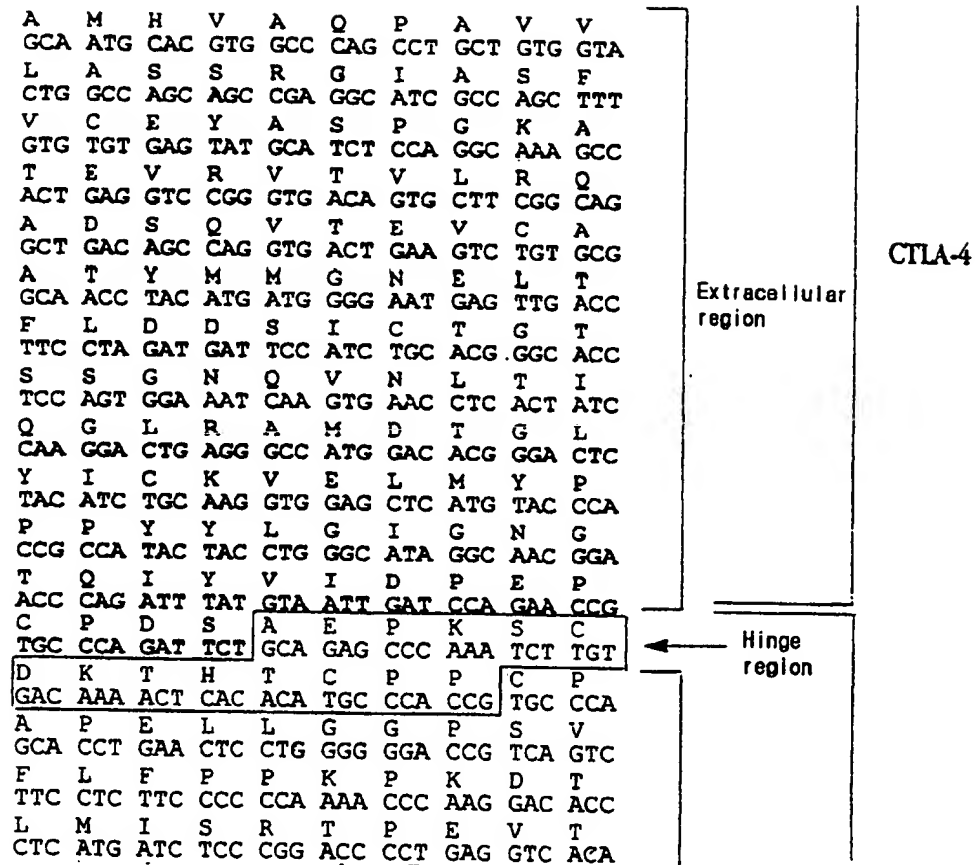 A M H V A Q P A V V
GCA ATG CAC GTG GCC CAG CCT GCT GTG GTA
L A S S R G I A S F
CTG GCC AGC AGC CGA GGC ATC GCC AGC TTT
V C E Y A S P G K A
GTG TGT GAG TAT GCA TCT CCA GGC AAA GCC
T E V R V T V L R Q
ACT GAG GTC CGG GTG ACA GTG CTT CGG CAG
A D S Q V T E V C A
GCT GAC AGC CAG GTG ACT GAA GTC TGT GCG
A T Y M M G N E L T
GCA ACC TAC ATG ATG GGG AAT GAG TTG ACC
F L D D S I C T G T
TTC CTA GAT GAT TCC ATC TGC ACG GGC ACC
S S G N Q V N L T I
TCC AGT GGA AAT CAA GTG AAC CTC ACT ATC
Q G L R A M D T G L
CAA GGA CTG AGG GCC ATG GAC ACG GGA CTC
Y I C K V E L M Y P
TAC ATC TGC AAG GTG GAG CTC ATG TAC CCA
P P Y Y L G I G N G
CCG CCA TAC TAC CTG GGC ATA GGC AAC GGA
T Q I Y V I D P E P
ACC CAG ATT TAT GTA ATT GAT CCA GAA CCG
C P D S A E P K S C
TGC CCA GAT TCT GCA GAG CCC AAA TCT TGT
D K T H T C P P C P
GAC AAA ACT CAC ACA TGC CCA CCG TGC CCA
A P E L L G G P S V
GCA CCT GAA CTC CTG GGG GGA CCG TCA GTC
F L F P P K P K D T
TTC CTC TTC CCC CCA AAA CCC AAG GAC ACC
L M I S R T P E V T
CTC ATG ATC TCC CGG ACC CCT GAG GTC ACA
Extracellular
region
CTLA-4
Hinge
region